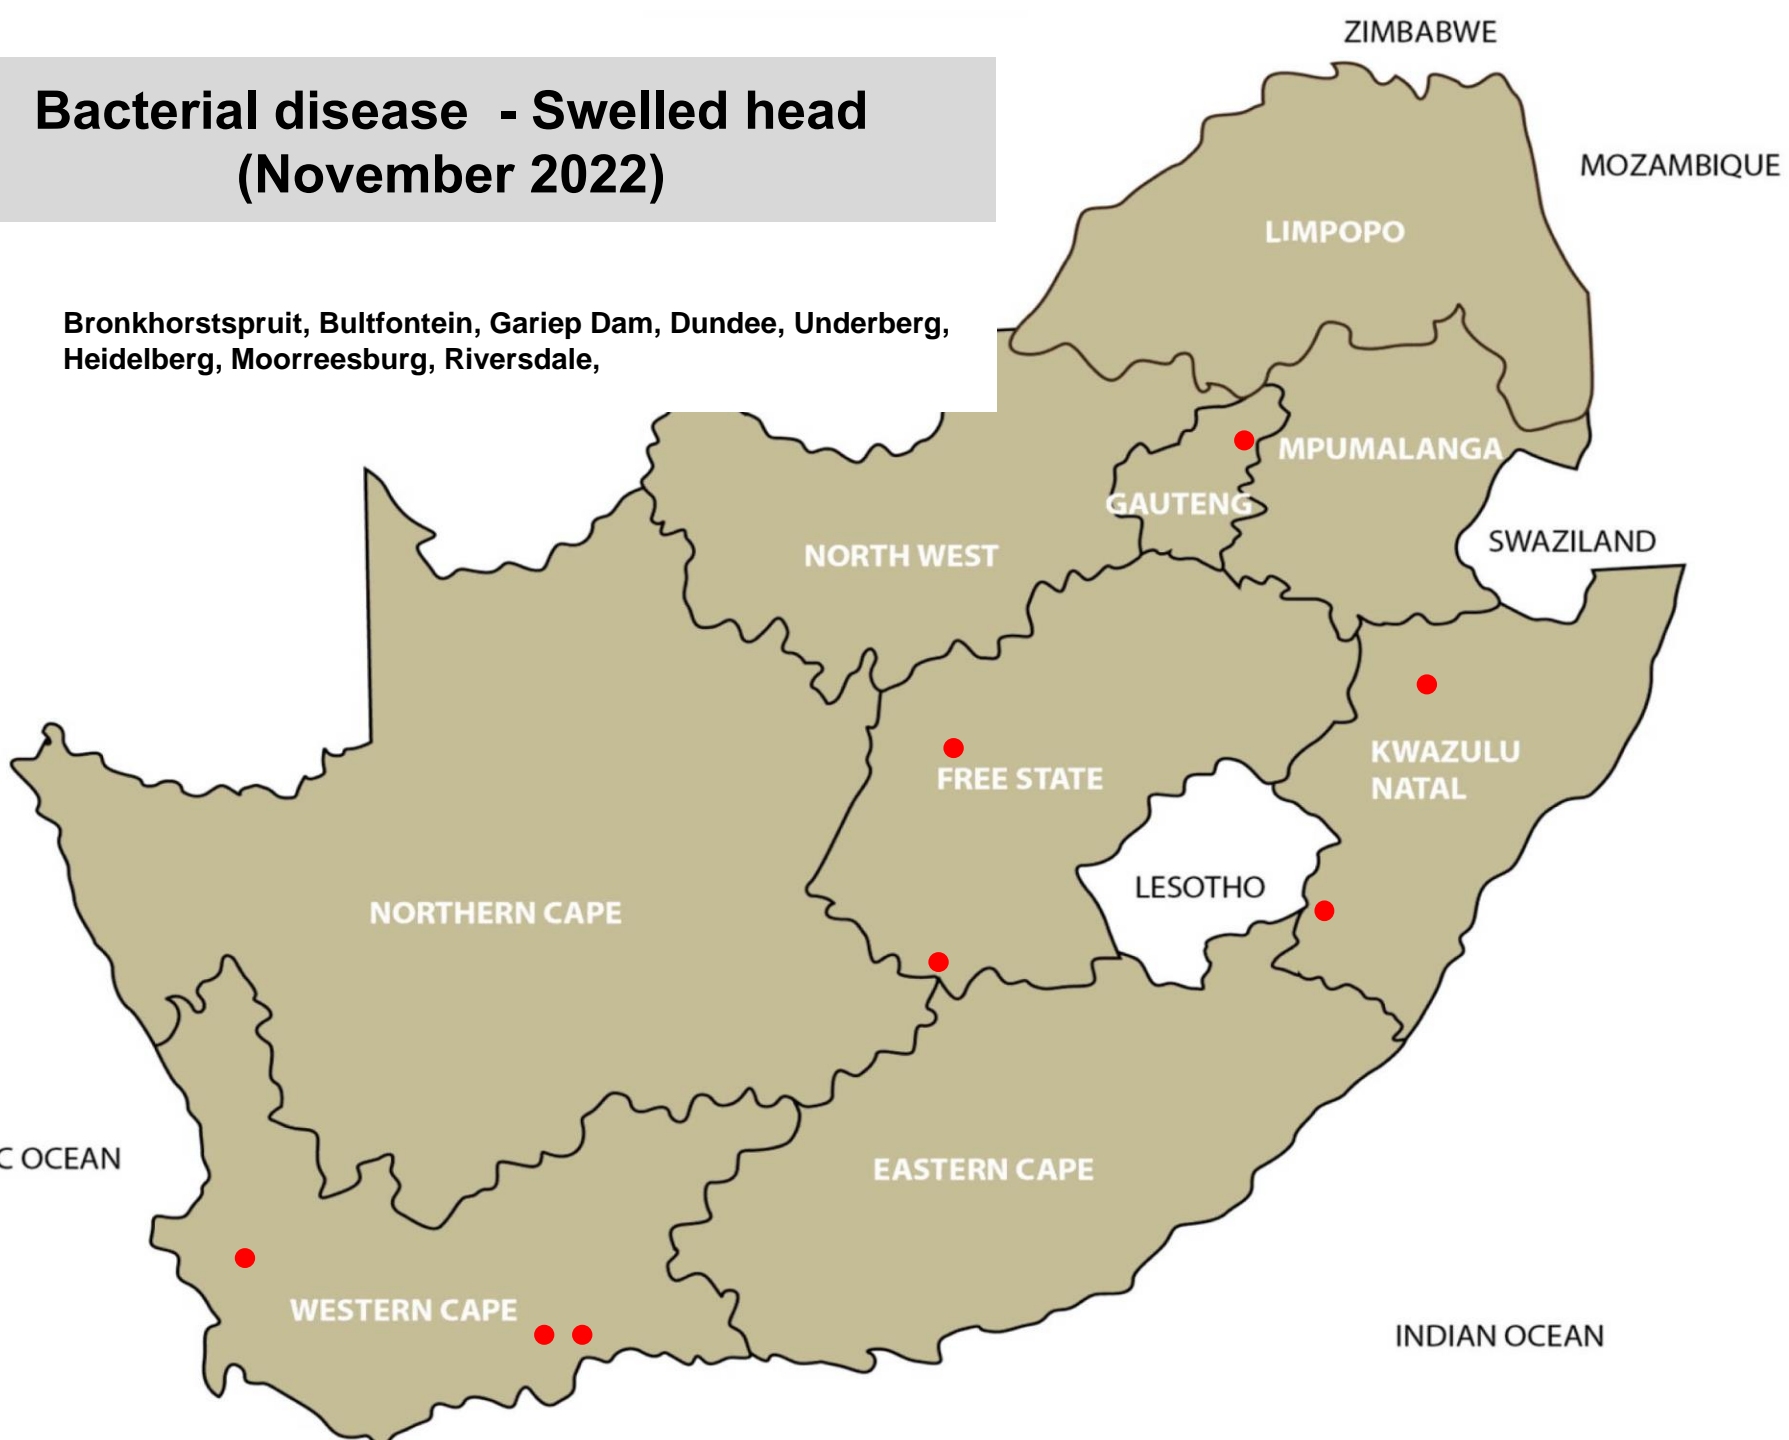 ZIMBABWE
Bacterial disease - Swelled head
(November 2022)
MOZAMBIQUE
LIMPOPO
Bronkhorstspruit, Bultfontein, Gariep Dam, Dundee, Underberg,
Heidelberg, Moorreesburg, Riversdale,
MPUMALANGA
GAUTENG
SWAZILAND
NORTH WEST
KWAZULU
NATAL
FREE STATE
LESOTHO
NORTHERN CAPE
C OCEAN
EASTERN CAPE
WESTERN CAPE
INDIAN OCEAN